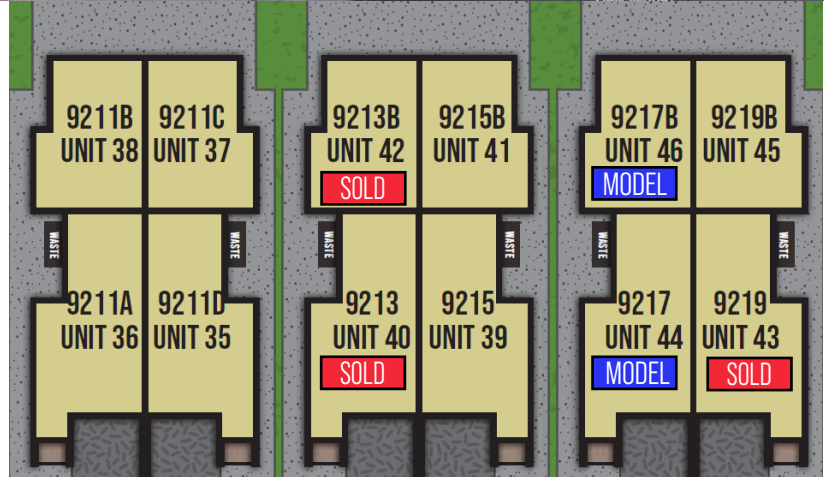 9211B
UNIT 38
9211C
UNIT 37
9213B
UNIT 42
SOLD
9215B
UNIT 41
9217B
UNIT 46
MODEL
9219B
UNIT 45
WASTE
WASTE
WASTE
WASTE
WASTE
WASTE
9211A
UNIT 36
9211D
UNIT 35
9213
UNIT 40
SOLD
9215
UNIT 39
9217
UNIT 44
MODEL
9219
UNIT 43
SOLD